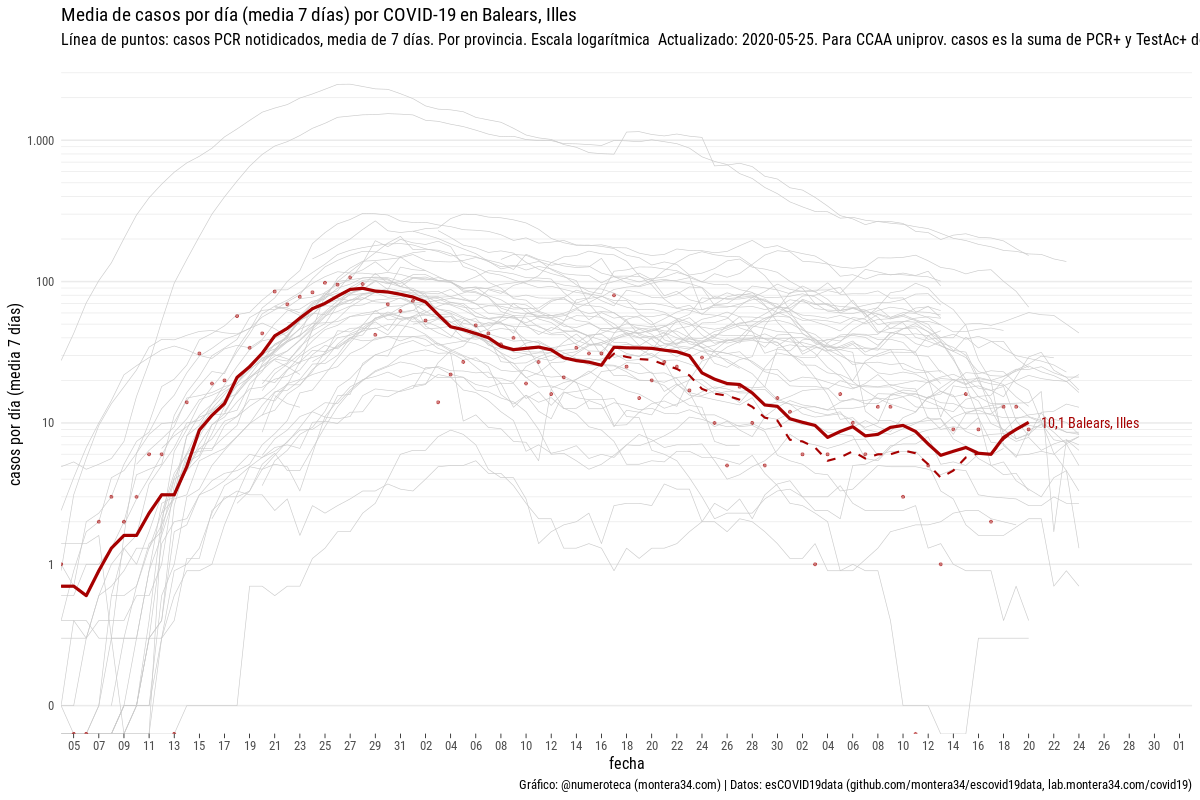 Media de casos por día (media 7 días) por COVID-19 en Balears, Illes
Línea de puntos: casos PCR notidicados, media de 7 días. Por provincia. Escala logarítmica  Actualizado: 2020-05-25. Para CCAA uniprov. casos es la suma de PCR+ y TestAc+ d
casos por día (media 7 días)
1.000
100
10
1
0
10,1 Balears, Illes
05 07 09 11 13 15 17 19 21 23 25 27 29 31 02 04 06 08 10 12 14 16 18 20 22 24 26 28 30 02 04 06 08 10 12 14 16 18 20 22 24 26 28 30 01
fecha
Gráfico: @numeroteca (montera34.com) | Datos: esCOVID19data (github.com/montera34/escovid19data, lab.montera34.com/covid19)